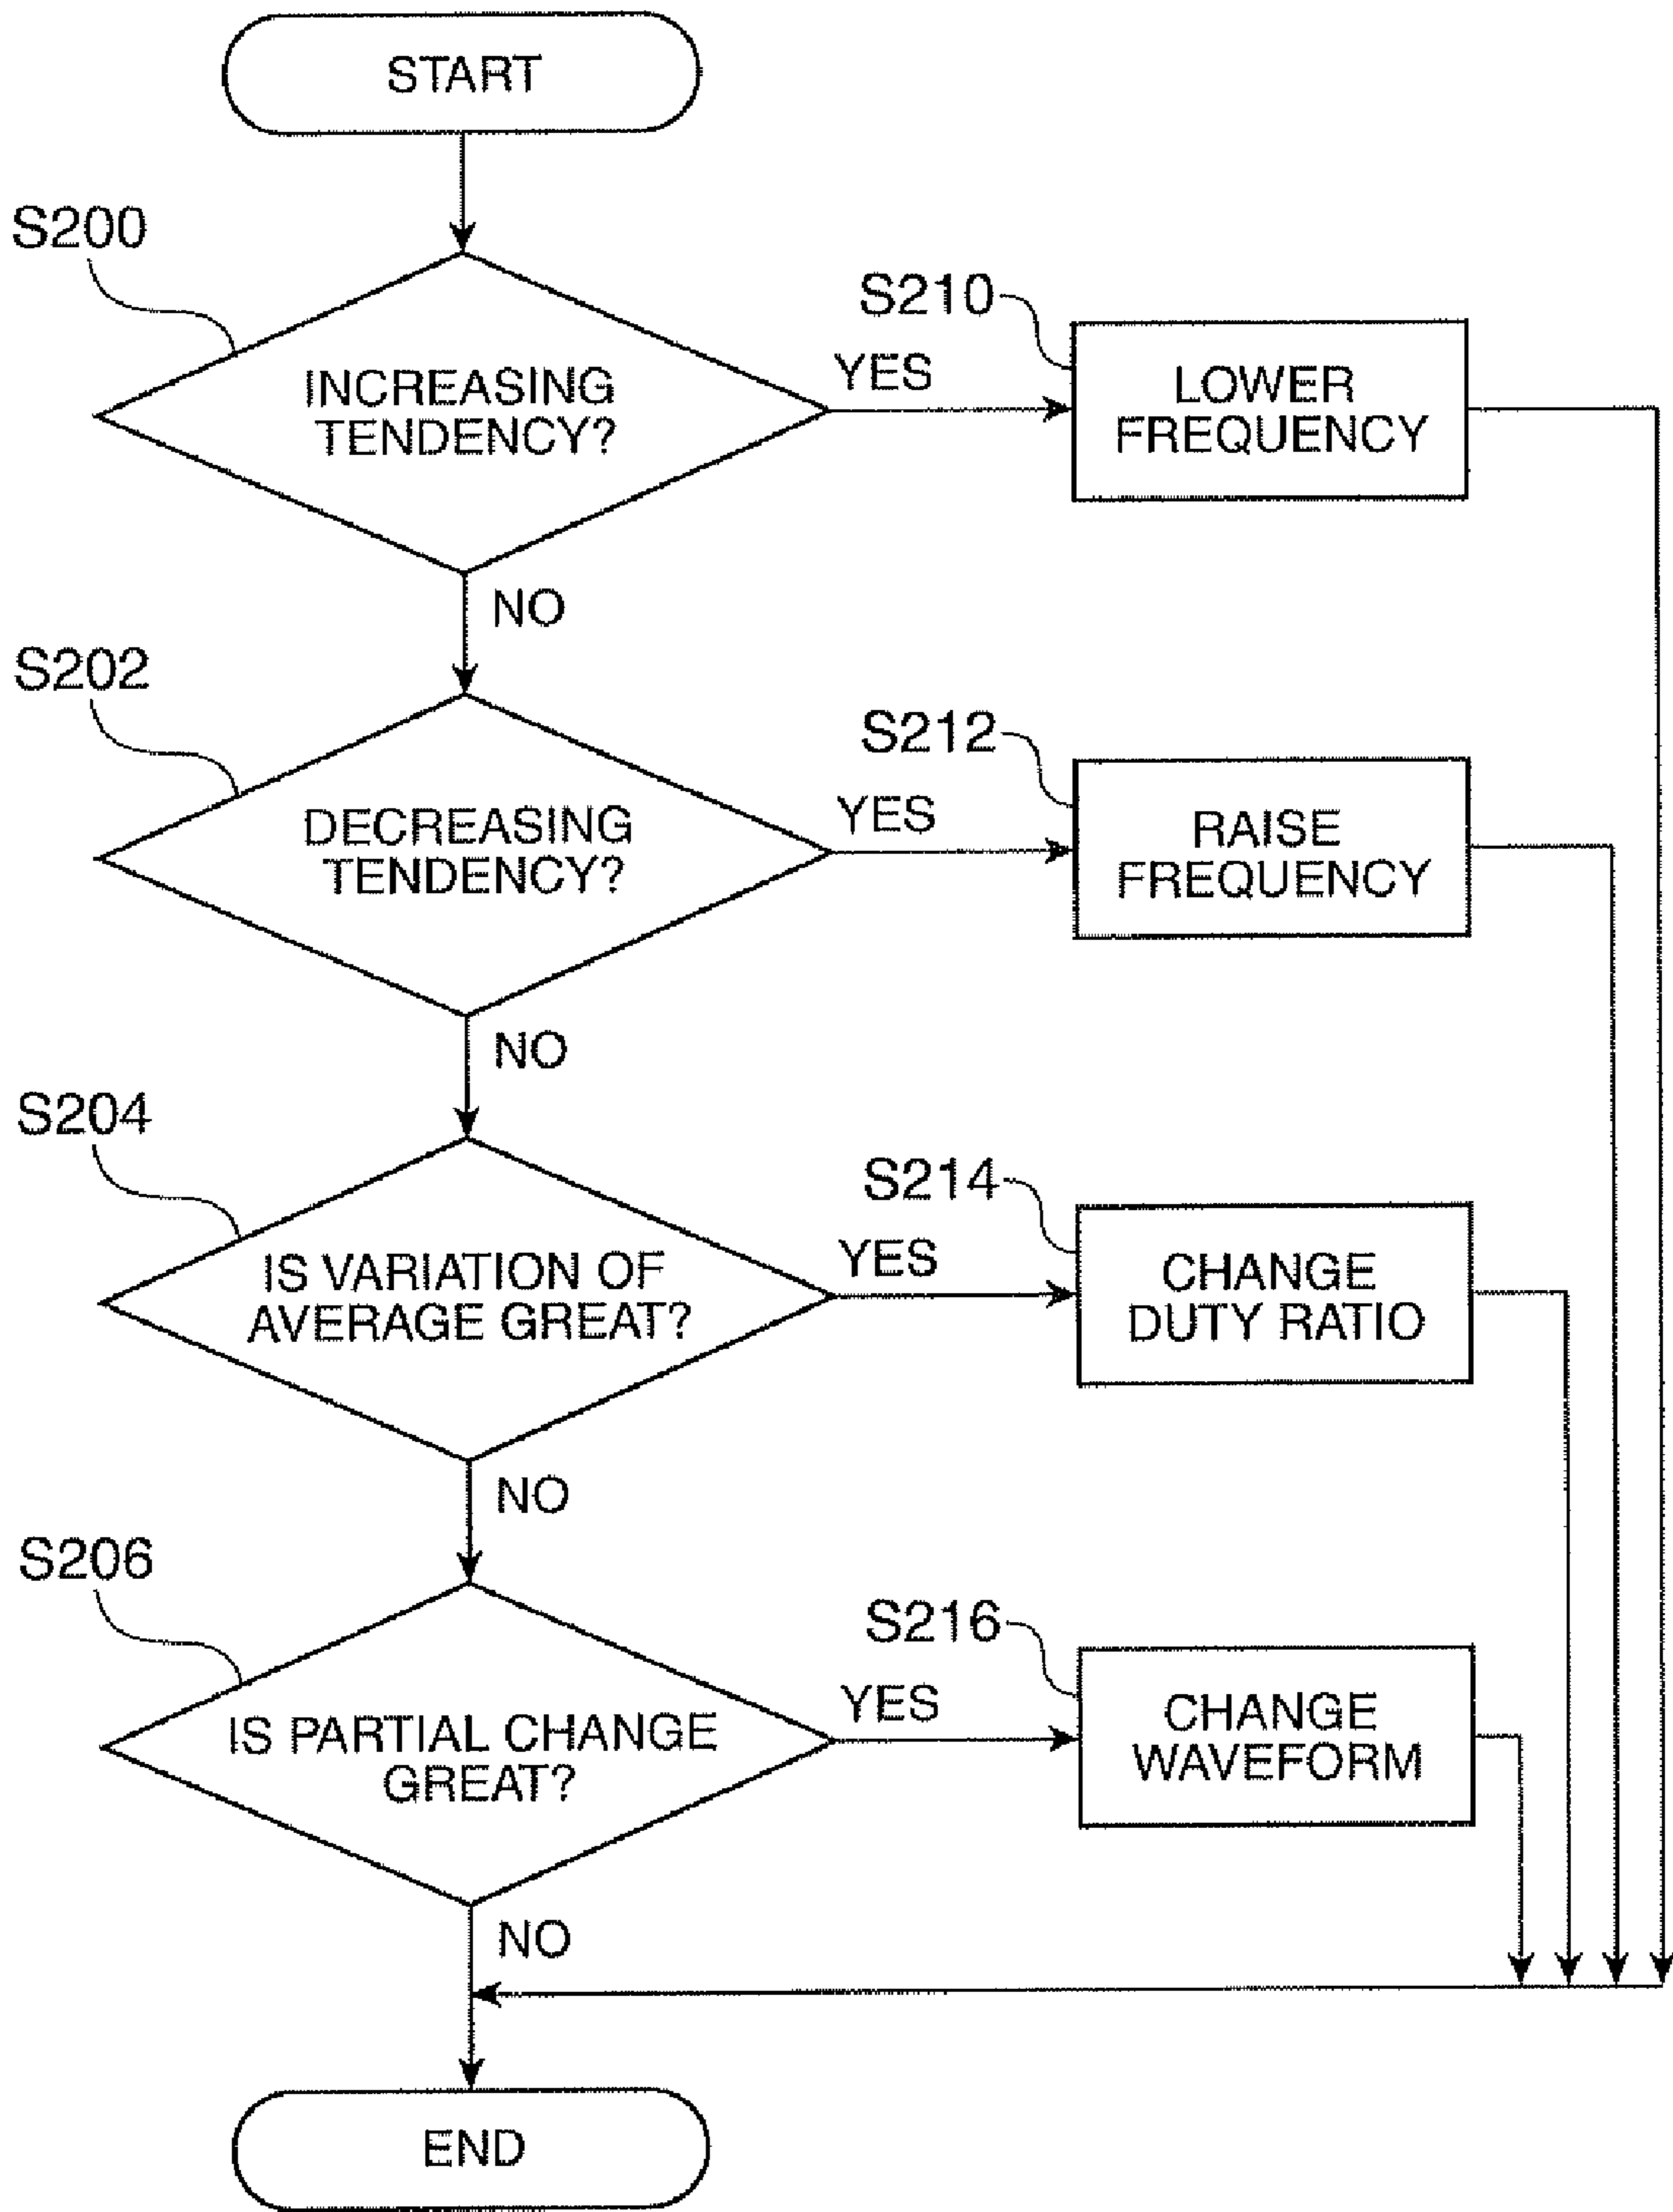 START
S200
INCREASING
TENDENCY?
YES
S210
LOWER
FREQUENCY
NO
S202
DECREASING
TENDENCY?
YES
S212
RAISE
FREQUENCY
NO
S204
IS VARIATION OF
AVERAGE GREAT?
YES
S214
CHANGE
DUTY RATIO
NO
S206
IS PARTIAL CHANGE
GREAT?
YES
S216
CHANGE
WAVEFORM
NO
END